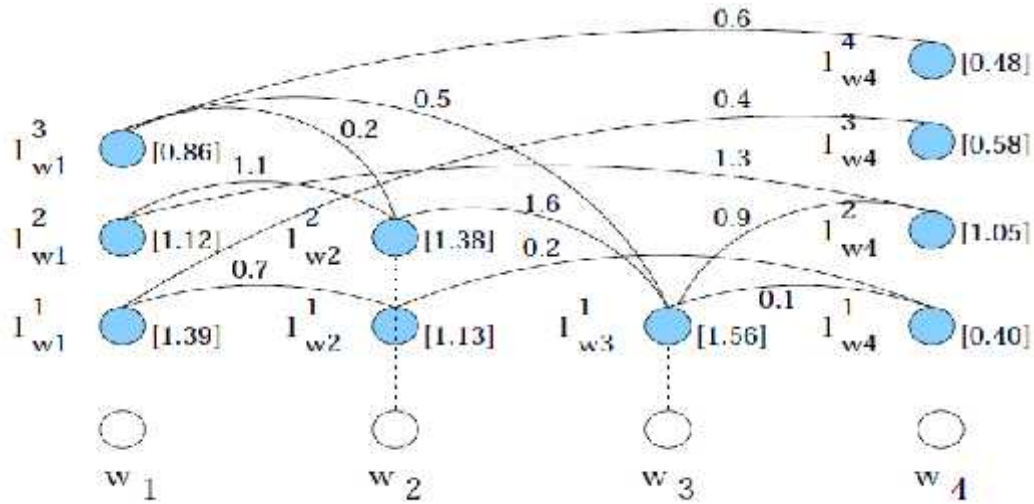 0.6
l 4 w4 [0.48]
0.5 0.4
l 3 w1 [0.86] 0.2 l 3 w4 [0.58]
1.1 1.3
l 2 w1 [1.12] l 2 w2 [1.38] 1.6 0.9 l 2 w4 [1.05]
0.7 0.2
l 1 w1 [1.39] l 1 w2 [1.13] l 1 w3 [1.56] 0.1 l 1 w4 [0.40]
w 1 w 2 w 3 w 4